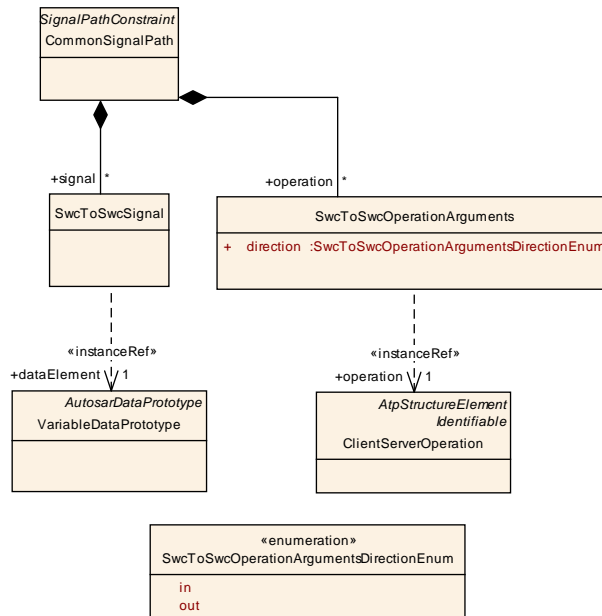 SignalPathConstraint
CommonSignalPath
+signal *
+operation *
SwcToSwcSignal
SwcToSwcOperationArguments
+ direction :SwcToSwcOperationArgumentsDirectionEnum
«instanceRef»
«instanceRef»
+dataElement 1
+operation 1
AutosarDataPrototype
VariableDataPrototype
AtpStructureElement
Identifiable
ClientServerOperation
«enumeration»
SwcToSwcOperationArgumentsDirectionEnum
in
out